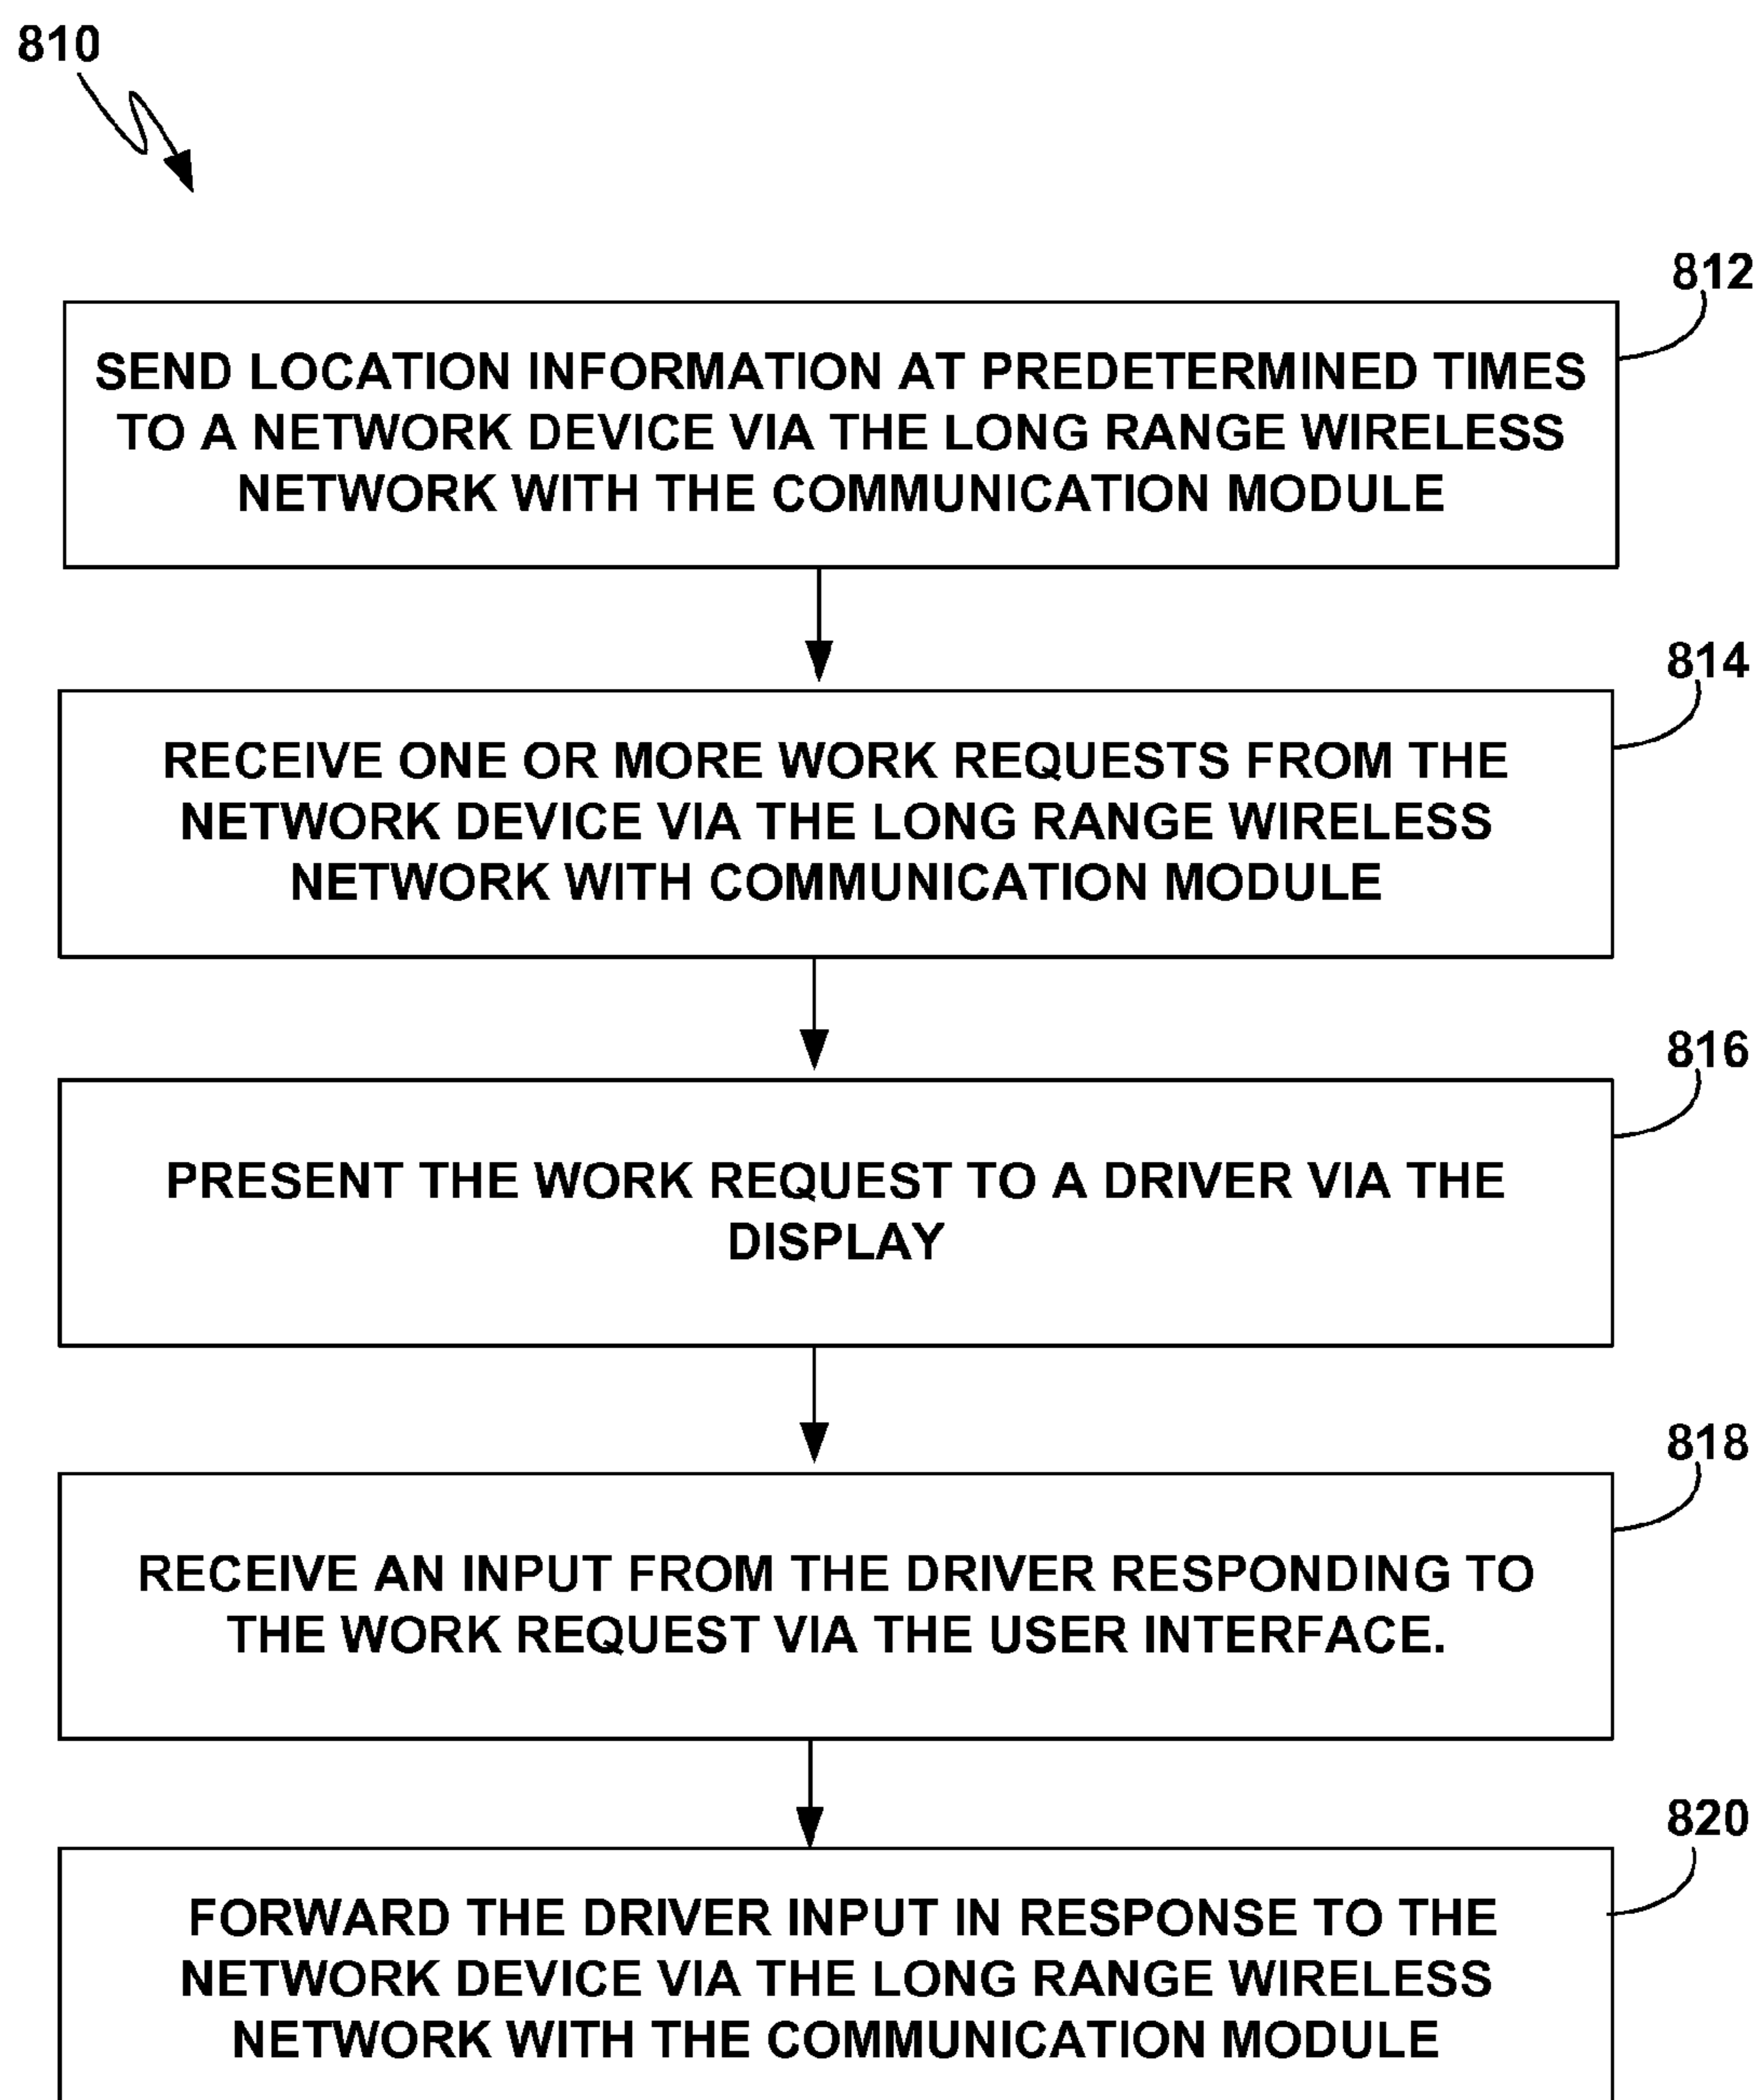 810
812
SEND LOCATION INFORMATION AT PREDETERMINED TIMES
TO A NETWORK DEVICE VIA THE LONG RANGE WIRELESS
NETWORK WITH THE COMMUNICATION MODULE
814
RECEIVE ONE OR MORE WORK REQUESTS FROM THE
NETWORK DEVICE VIA THE LONG RANGE WIRELESS
NETWORK WITH COMMUNICATION MODULE
816
PRESENT THE WORK REQUEST TO A DRIVER VIA THE
DISPLAY
818
RECEIVE AN INPUT FROM THE DRIVER RESPONDING TO
THE WORK REQUEST VIA THE USER INTERFACE.
820
FORWARD THE DRIVER INPUT IN RESPONSE TO THE
NETWORK DEVICE VIA THE LONG RANGE WIRELESS
NETWORK WITH THE COMMUNICATION MODULE